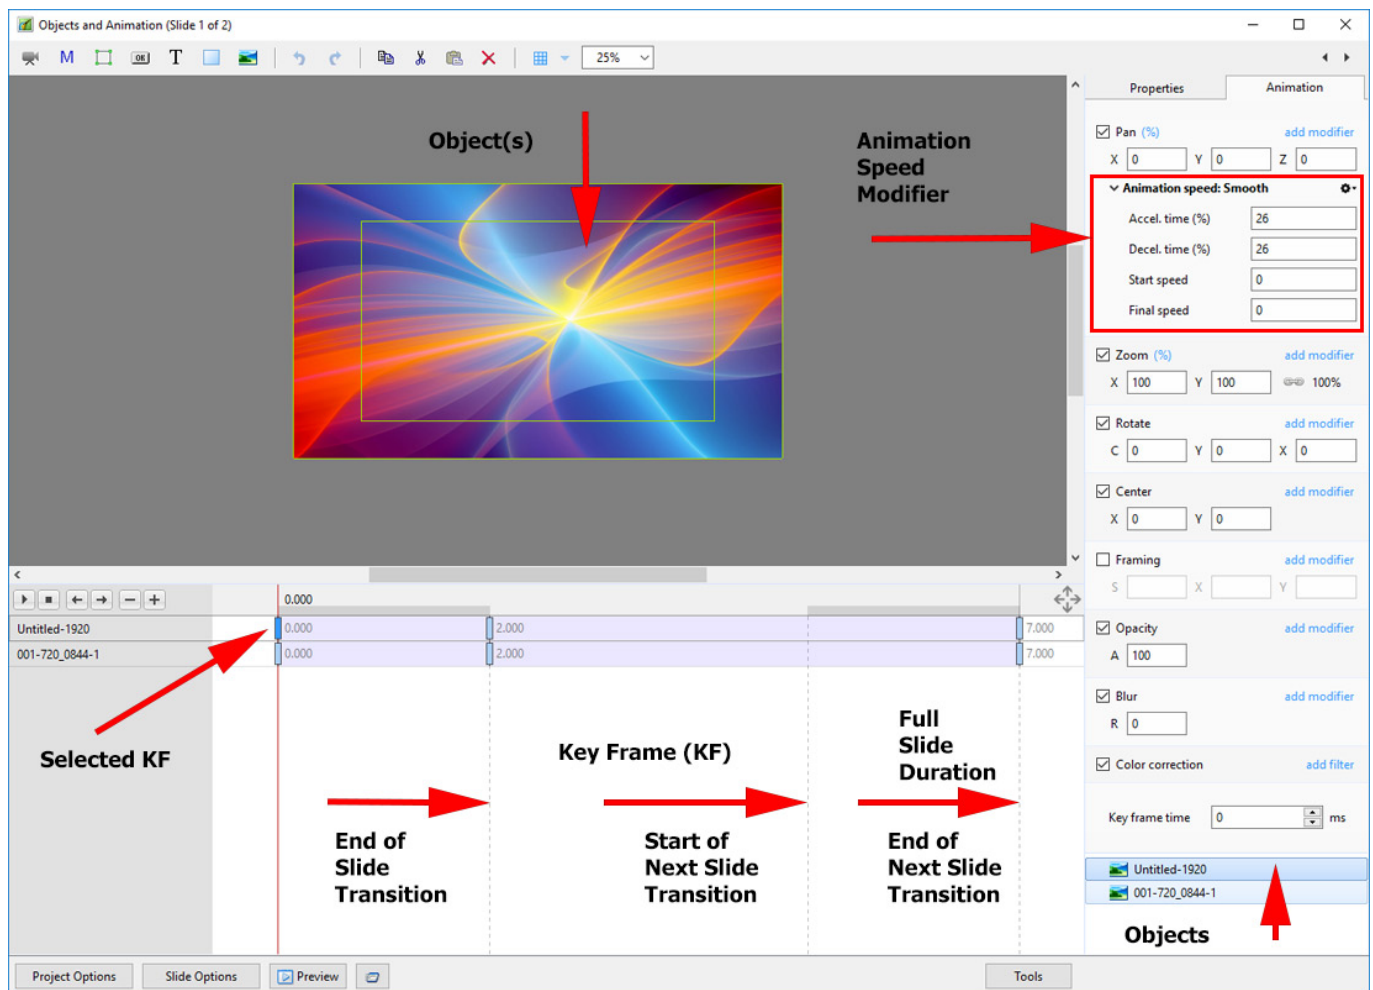 Objects and Animation (Slide 1 of 2)
M OK T 25%
Properties Animation
Pan (%) add modifier
X 0 Y 0 Z 0
Animation speed: Smooth
Accel. time (%) 26
Decel. time (%) 26
Start speed 0
Final speed 0
Zoom (%) add modifier
X 100 Y 100 100%
Rotate add modifier
C 0 Y 0 X 0
Center add modifier
X 0 Y 0
Framing add modifier
S X Y
Opacity add modifier
A 100
Blur add modifier
R 0
Color correction add filter
Key frame time 0 ms
Untitled-1920
001-720_0844-1
Objects
Object(s)
Animation
Speed
Modifier
0.000
Untitled-1920 0.000 2.000 7.000
001-720_0844-1 0.000 2.000 7.000
Selected KF
Key Frame (KF)
Full
Slide
Duration
End of
Slide
Transition
Start of
Next Slide
Transition
End of
Next Slide
Transition
Project Options Slide Options Preview Tools